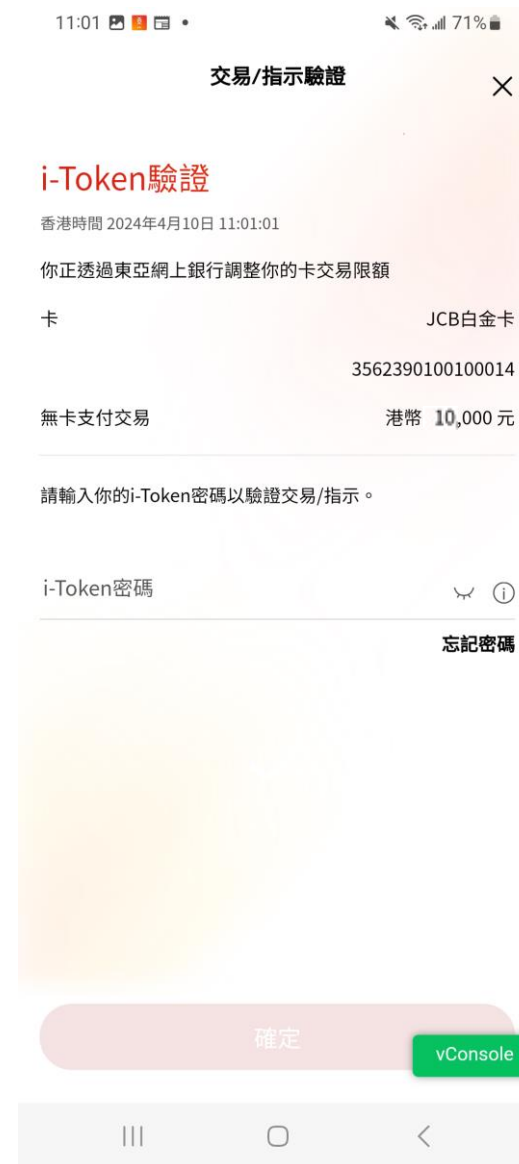 11:01 71%
交易/指示驗證
i-Token驗證
香港時間 2024年4月10日 11:01:01
你正透過東亞網上銀行調整你的卡交易限額
卡 JCB白金卡
3562390100100014
無卡支付交易 港幣 10,000 元
請輸入你的i-Token密碼以驗證交易/指示。
i-Token密碼
忘記密碼
確定
vConsole